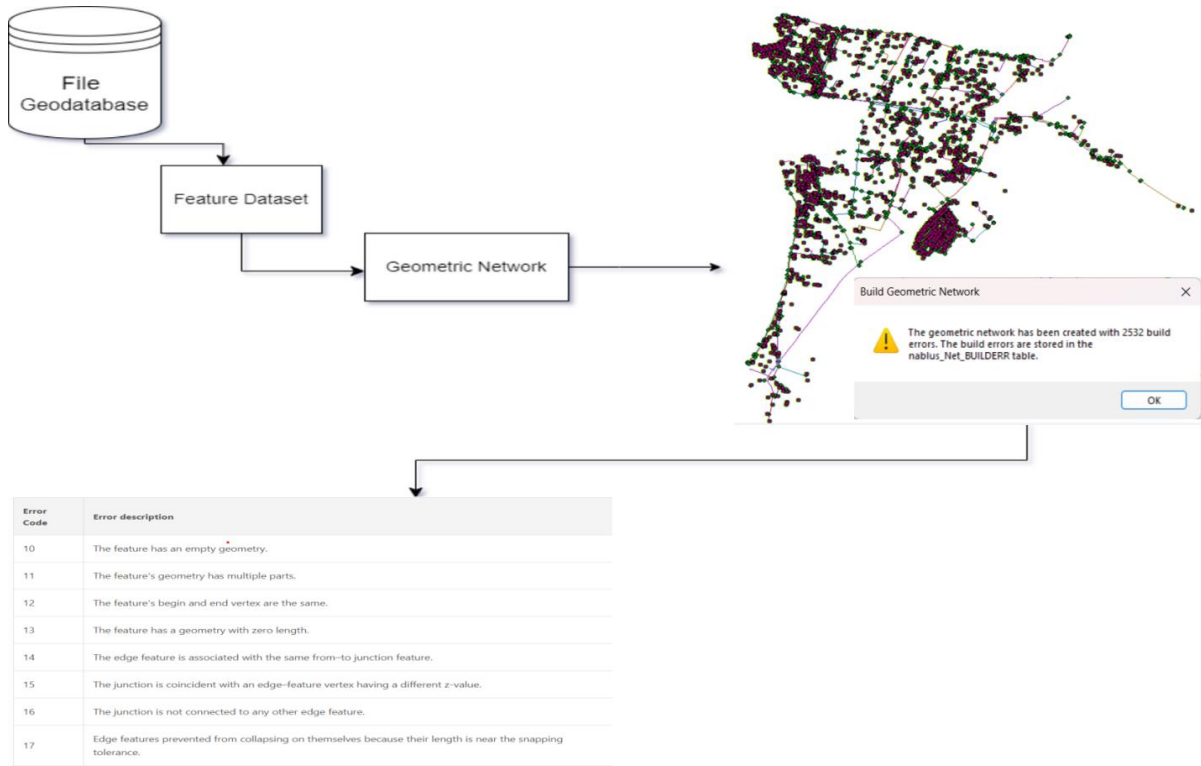 File
Geodatabase
Feature Dataset
Geometric Network
Build Geometric Network
The geometric network has been created with 2532 build
errors. The build errors are stored in the
nablus_Net_BUILDERR table.
OK
Error
Code
Error description
10
The feature has an empty geometry.
11
The feature's geometry has multiple parts.
12
The feature's begin and end vertex are the same.
13
The feature has a geometry with zero length.
14
The edge feature is associated with the same from–to junction feature.
15
The junction is coincident with an edge–feature vertex having a different z-value.
16
The junction is not connected to any other edge feature.
17
Edge features prevented from collapsing on themselves because their length is near the snapping
tolerance.